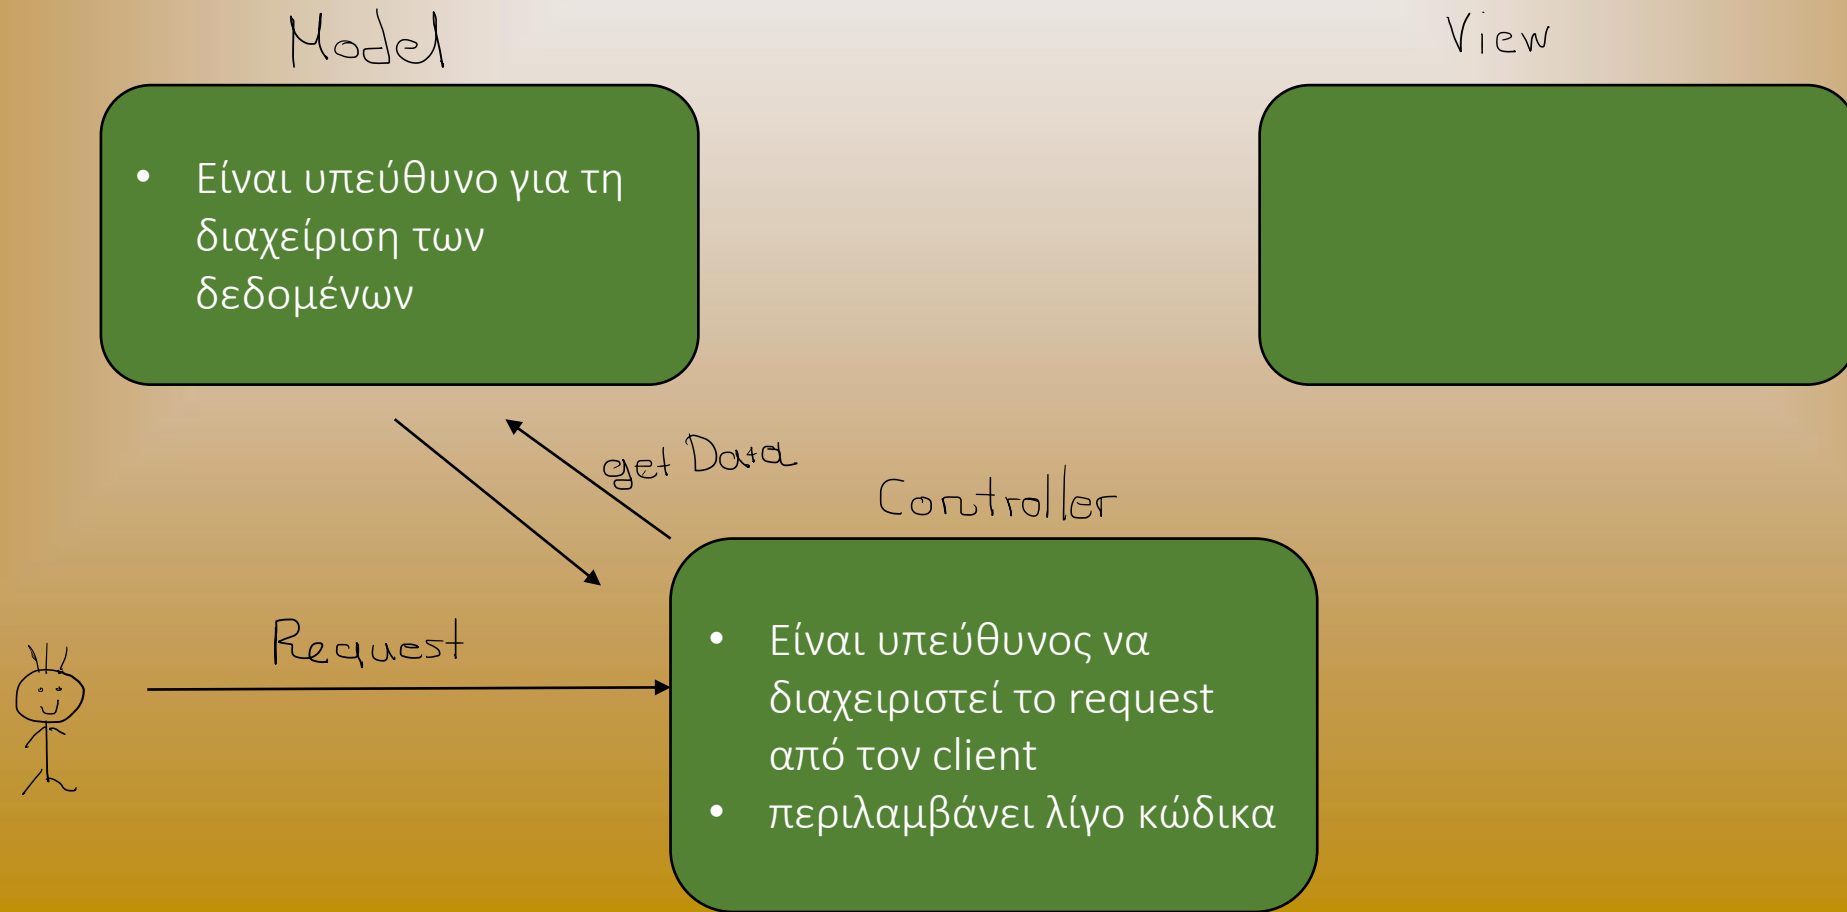 Model
View
• Είναι υπεύθυνο για τη
διαχείριση των
δεδομένων
get Data
Controller
Request
• Είναι υπεύθυνος να
διαχειριστεί το request
από τον client
• περιλαμβάνει λίγο κώδικα